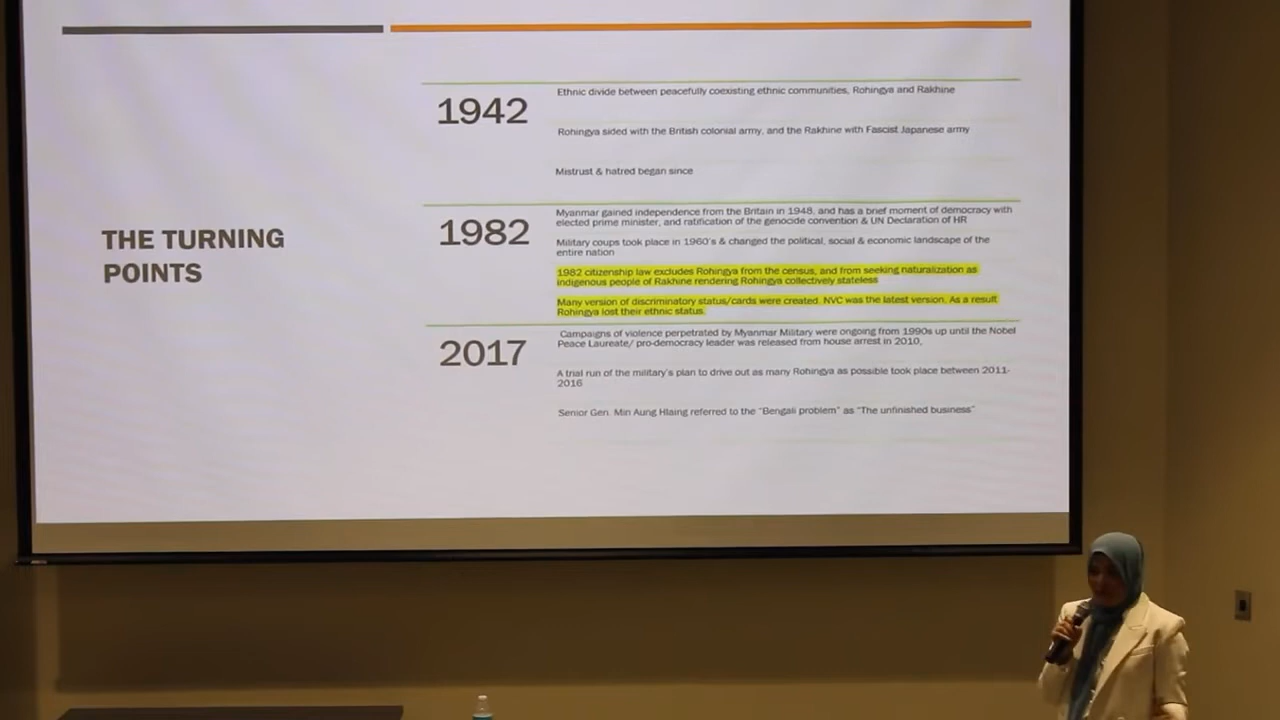 THE TURNING
POINTS
1942
Ethnic divide between peacefully coexisting ethnic communities, Rohingya and Rakhine
Rohingya sided with the British colonial army, and the Rakhine with Fascist Japanese army
Mistrust & hatred began since
1982
Myanmar gained independence from the Britain in 1948, and has a brief moment of democracy with
elected prime minister, and ratification of the genocide convention & UN Declaration of HR
Military coups took place in 1960's & changed the political, social & economic landscape of the
entire nation
1982 citizenship law excludes Rohingya from the census, and from seeking naturalization as
indigenous people of Rakhine rendering Rohingya collectively stateless
Many version of discriminatory status/cards were created. NVC was the latest version. As a result
Rohingya lost their ethnic status.
2017
Campaigns of violence perpetrated by Myanmar Military were ongoing from 1990s up until the Nobel
Peace Laureate/ pro-democracy leader was released from house arrest in 2010,
A trial run of the military's plan to drive out as many Rohingya as possible took place between 2011-
2016
Senior Gen. Min Aung Hlaing referred to the "Bengali problem" as "The unfinished business"